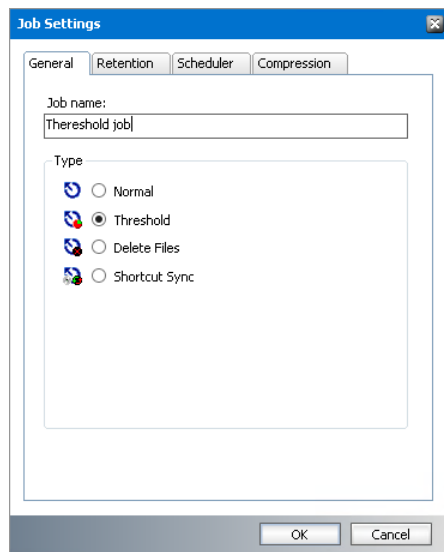 Job Settings
General Retention Scheduler Compression
Job name:
Thereshold job
Type
Normal
Threshold
Delete Files
Shortcut Sync
OK Cancel